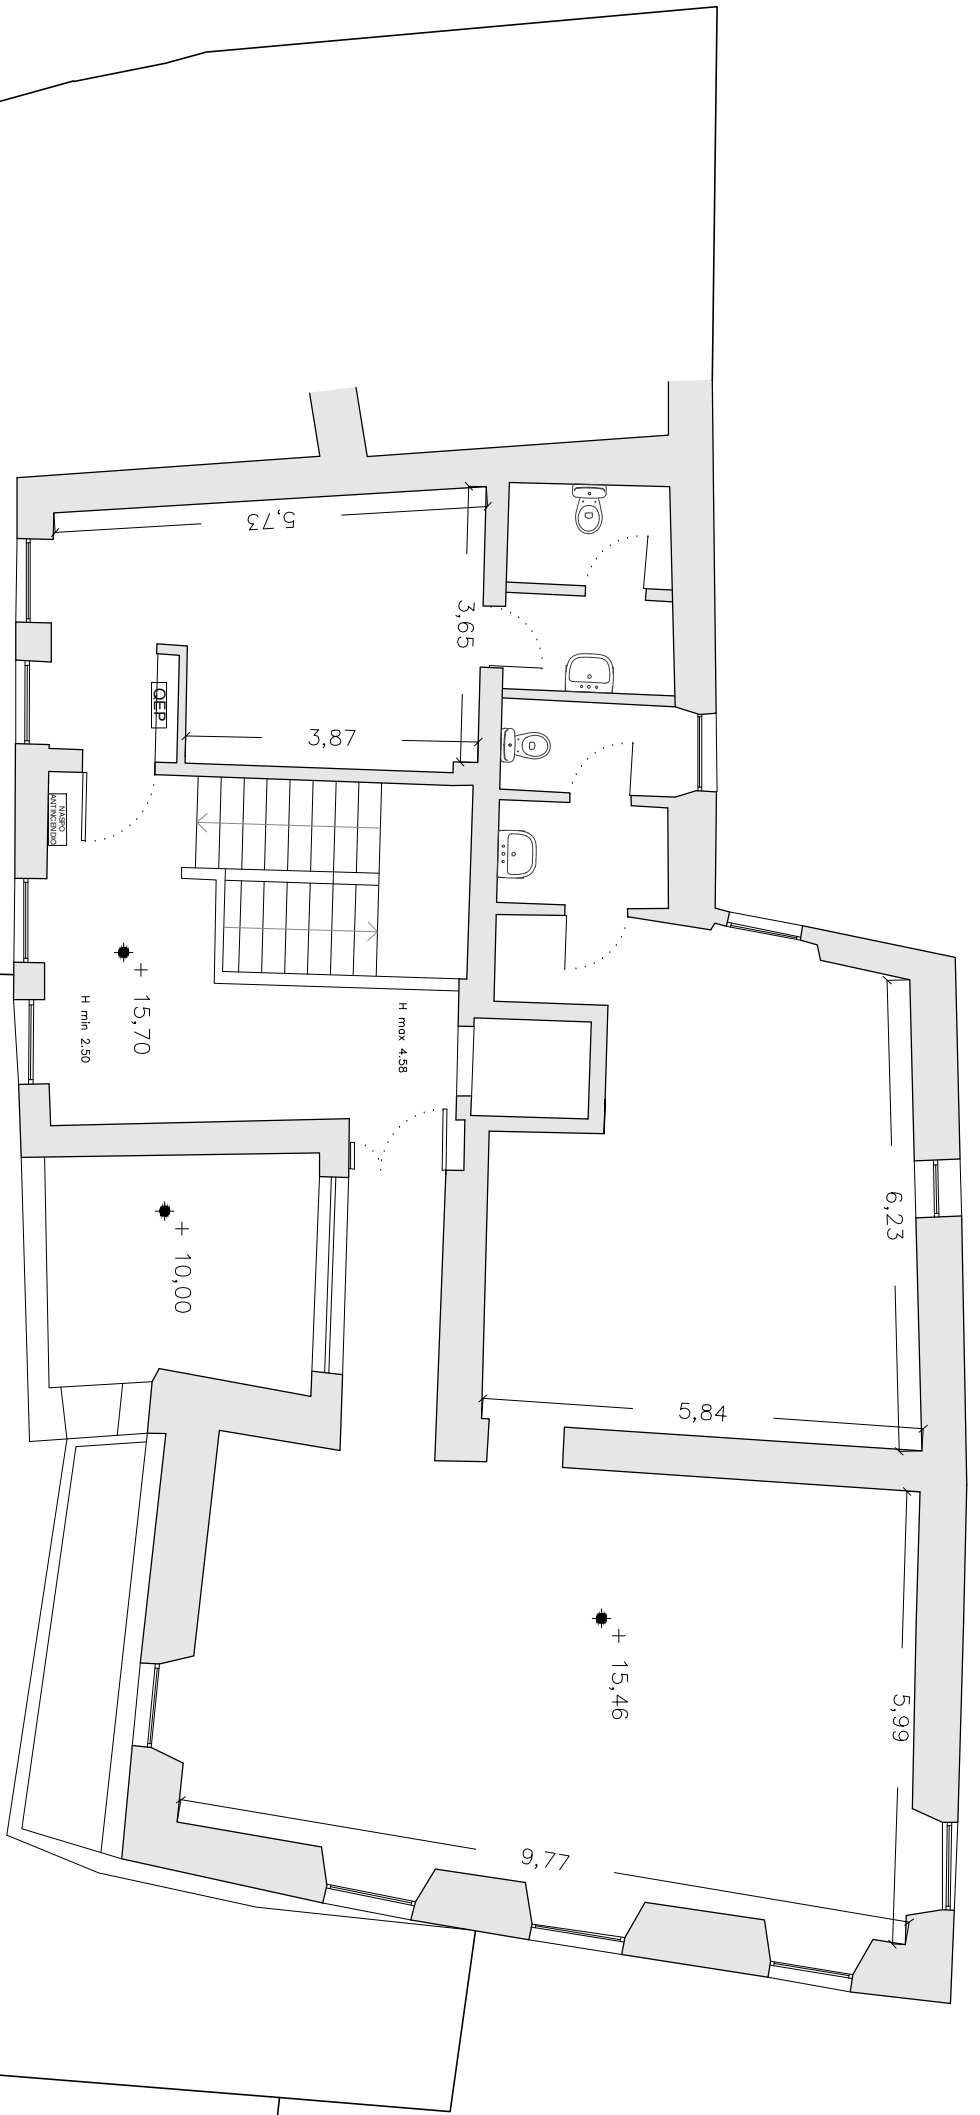 5,73
3,65
QEP
3,87
NASPO
ANTINCENDIO
+ 15,70
H min 2.50
H max 4.58
6,23
+ 10,00
5,84
+ 15,46
5,99
9,77